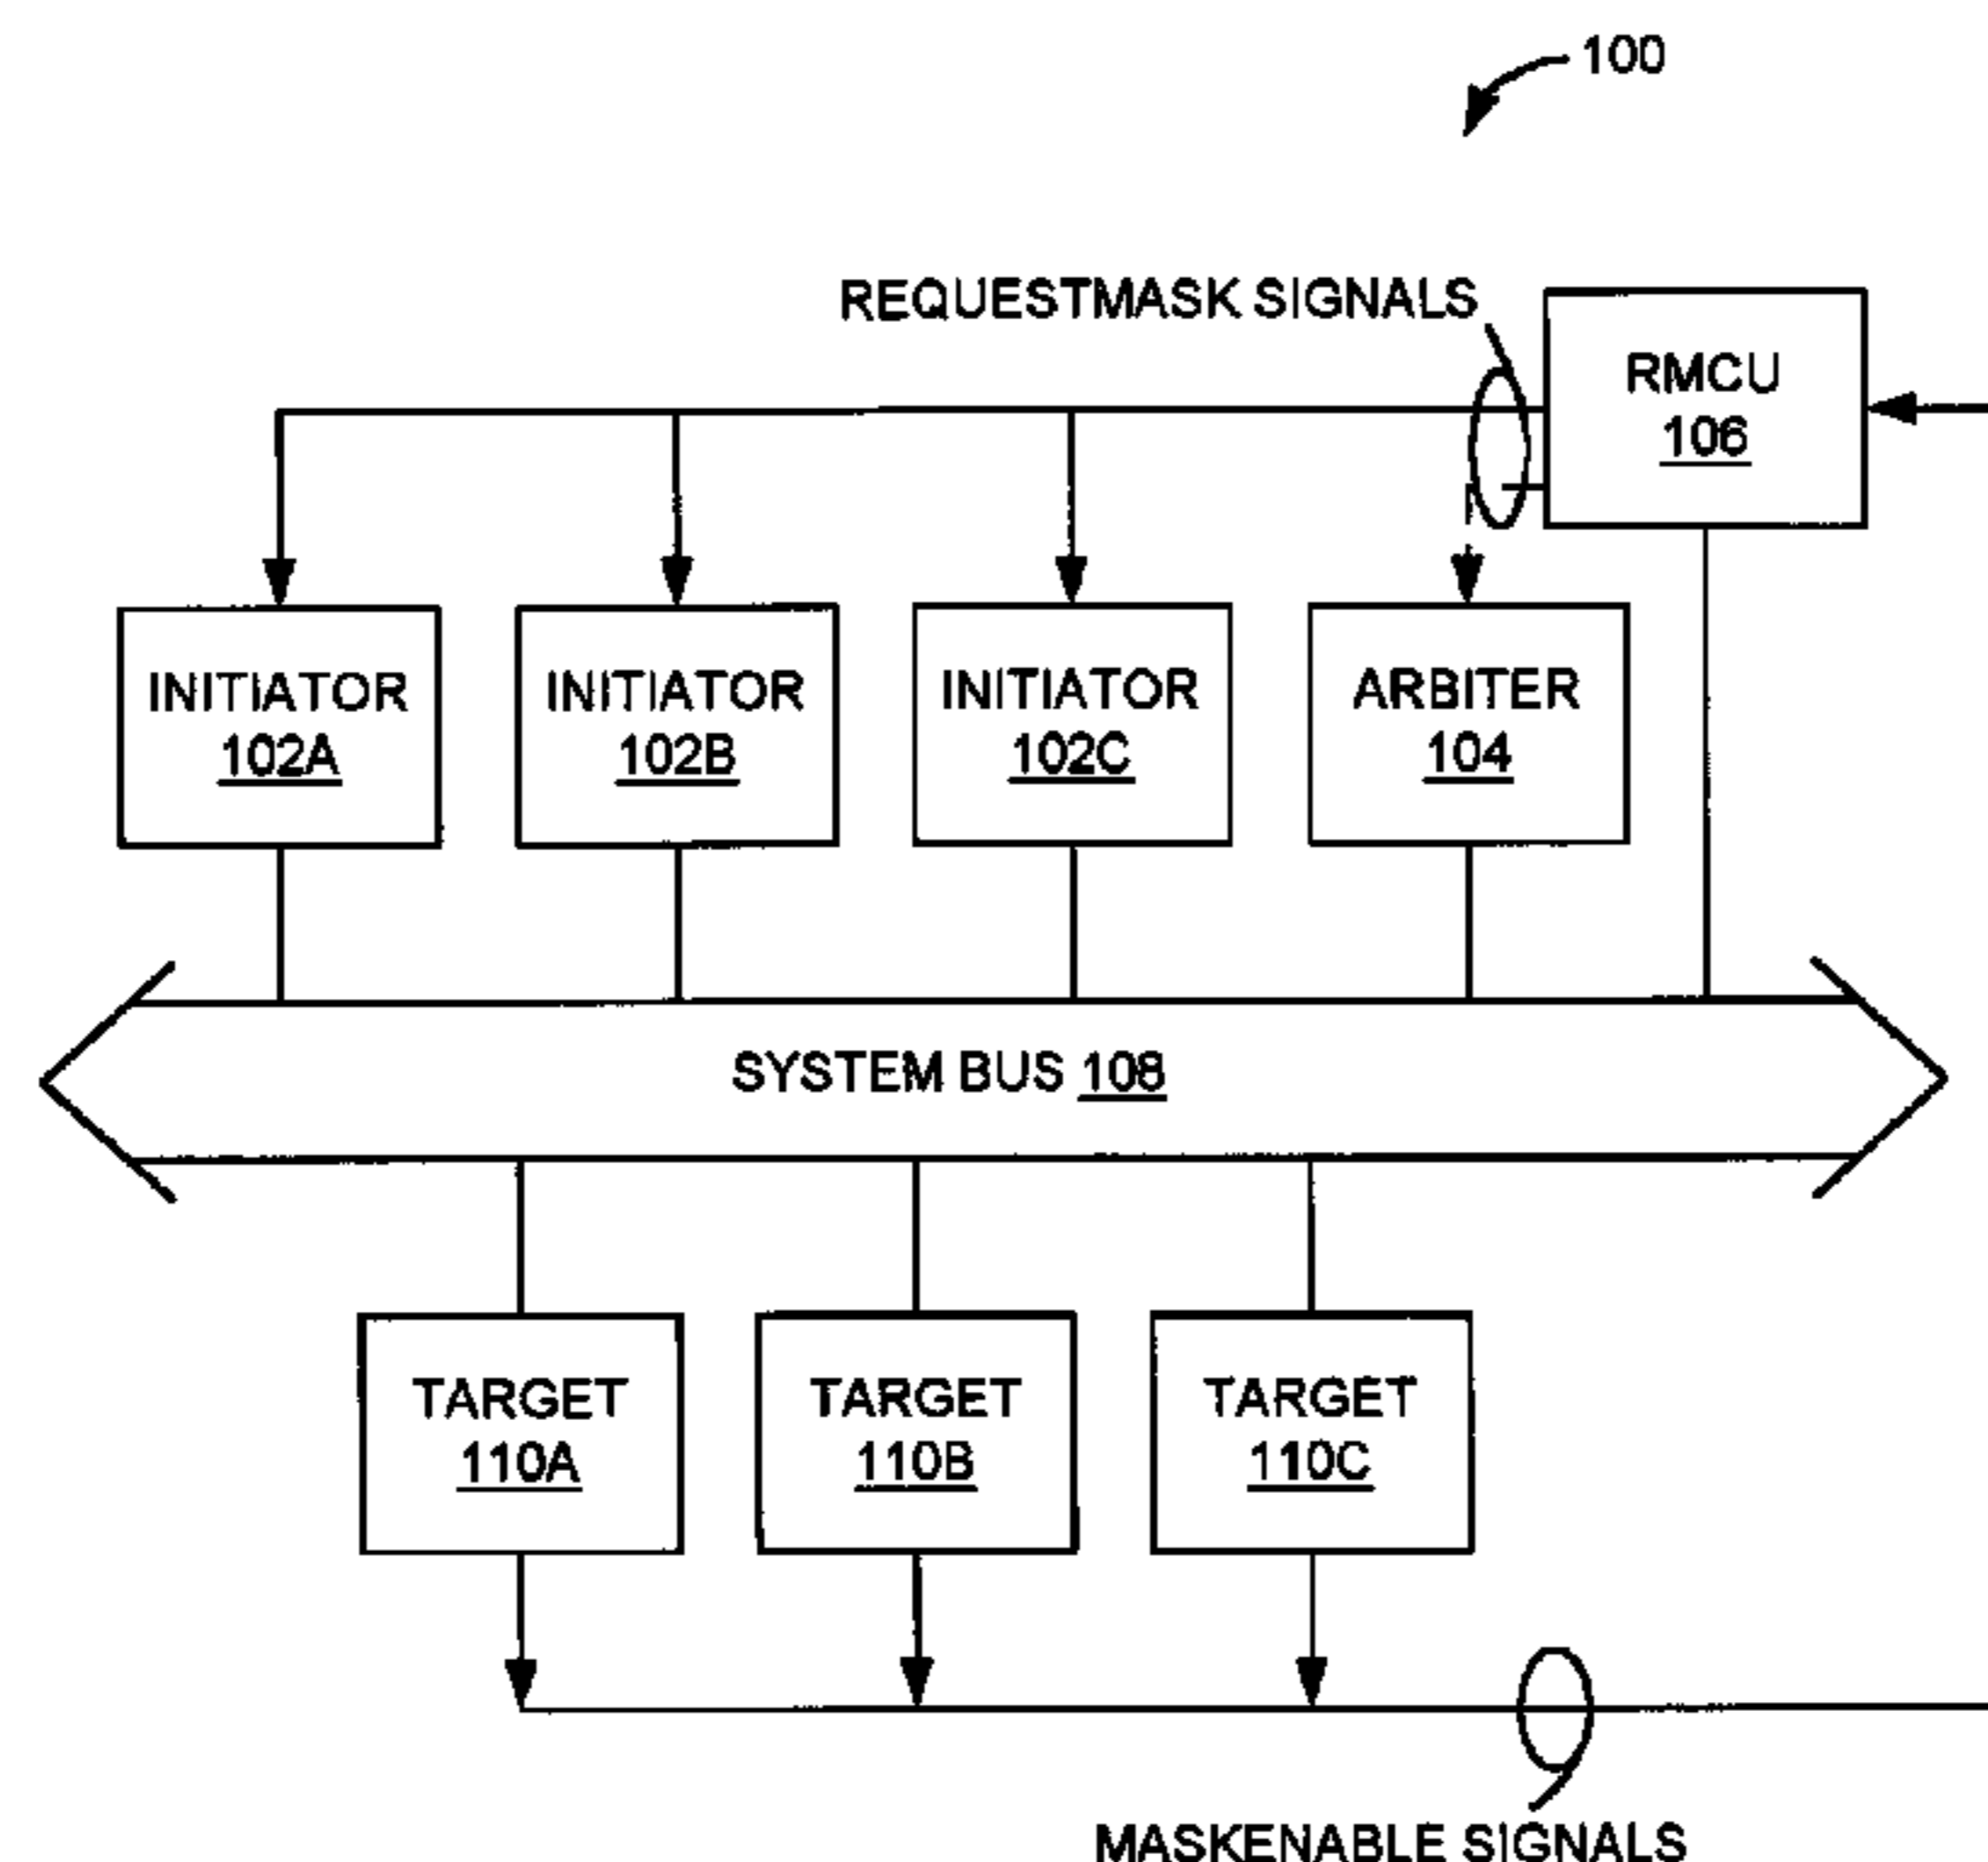 100
REQUESTMASK SIGNALS
RMCU
106
INITIATOR
102A
INITIATOR
102B
INITIATOR
102C
ARBITER
104
SYSTEM BUS 108
TARGET
110A
TARGET
110B
TARGET
110C
MASKENABLE SIGNALS